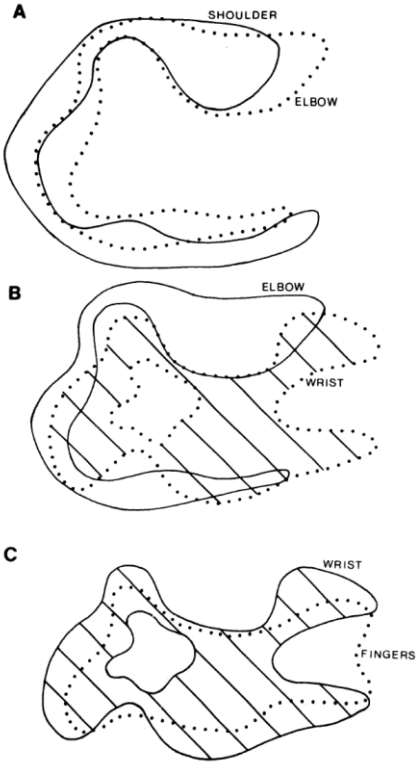 A
SHOULDER
ELBOW
B
ELBOW
WRIST
C
WRIST
FINGERS